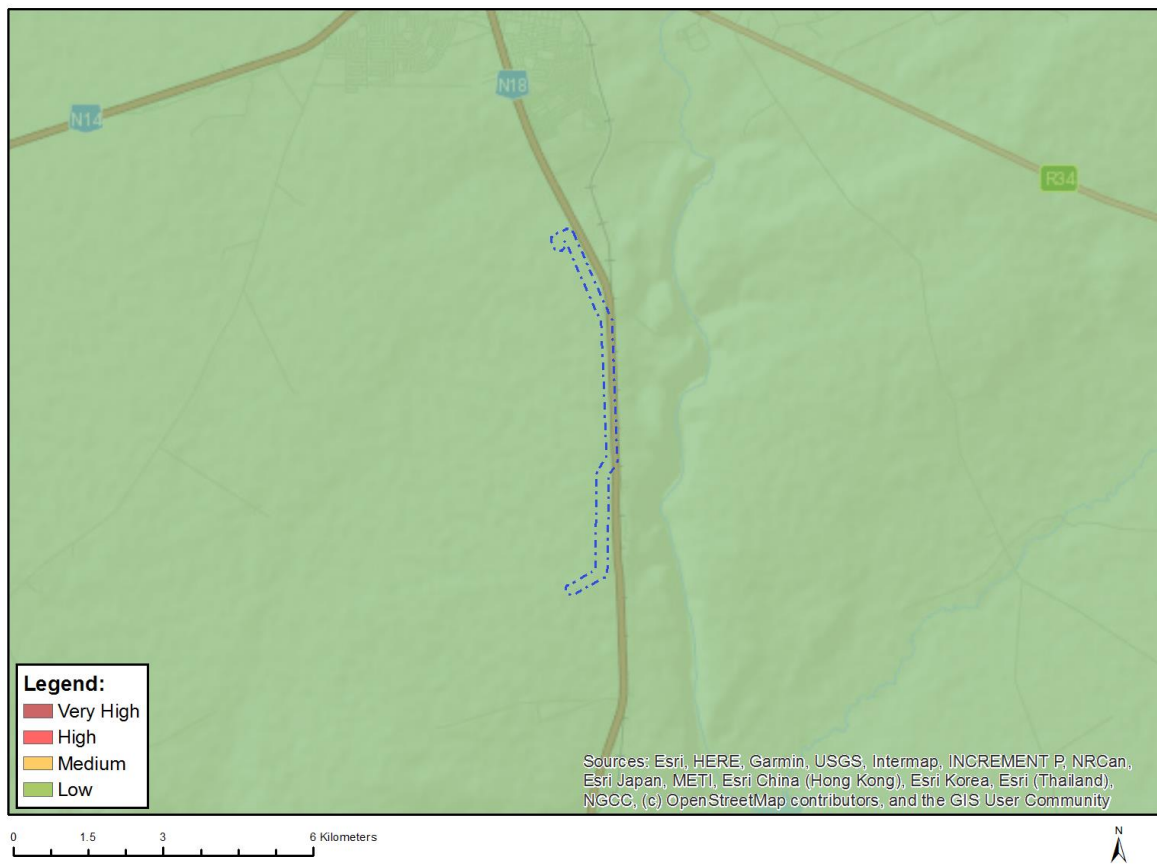 N18
N14
R34
Legend:
Very High
High
Medium
Low
Sources: Esri, HERE, Garmin, USGS, Intermap, INCREMENT P, NRCan,
Esri Japan, METI, Esri China (Hong Kong), Esri Korea, Esri (Thailand),
NGCC, (c) OpenStreetMap contributors, and the GIS User Community
0 1.5 3 6 Kilometers
N